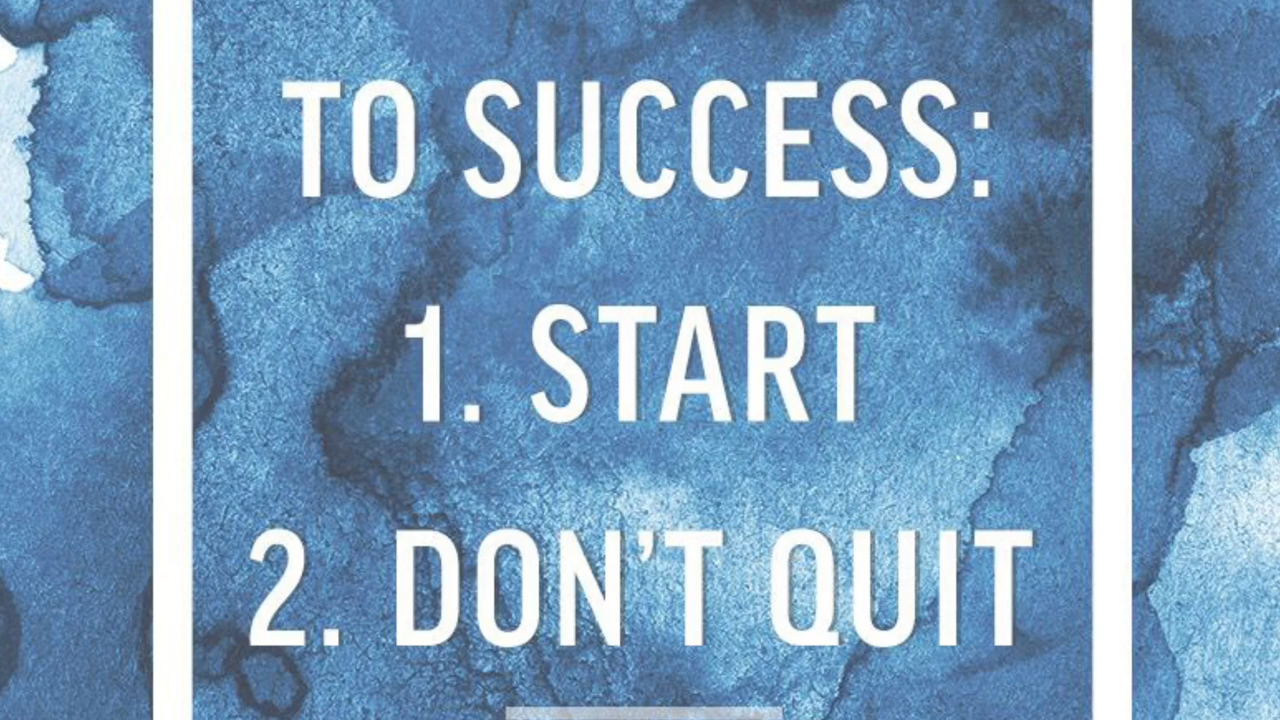 TO SUCCESS:
1. START
2. DON’T QUIT